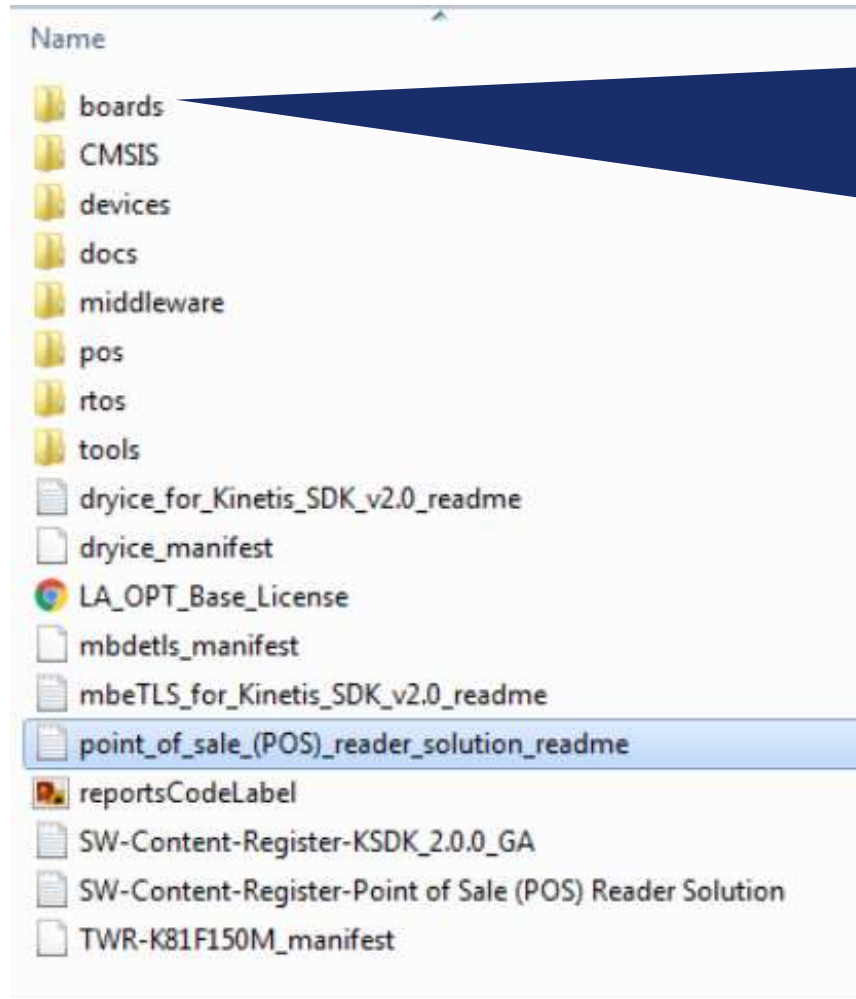 Name
boards
CMSIS
devices
docs
middleware
pos
rtos
tools
dryice_for_Kinetis_SDK_v2.0_readme
dryice_manifest
LA_OPT_Base_License
mbdetls_manifest
mbeTLS_for_Kinetis_SDK_v2.0_readme
point_of_sale_(POS)_reader_solution_readme
reportsCodeLabel
SW-Content-Register-KSDK_2.0.0_GA
SW-Content-Register-Point of Sale (POS) Reader Solution
TWR-K81F150M_manifest